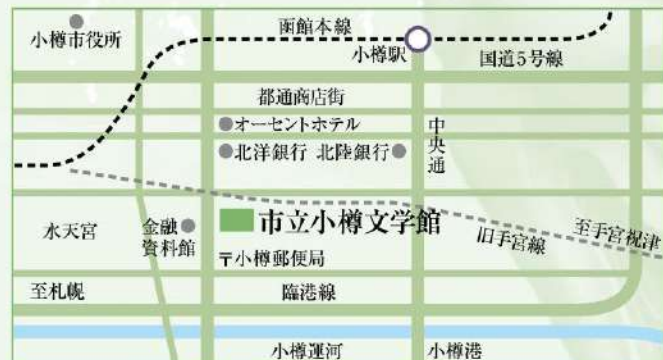 函館本線
小樽市役所
小樽駅
国道5号線
都通商店街
オーセントホテル
北洋銀行 北陸銀行
中央通
市立小樽文学館
水天宮
金融
資料館
旧手宮線
至手宮祝津
〒小樽郵便局
至札幌
臨港線
小樽運河
小樽港